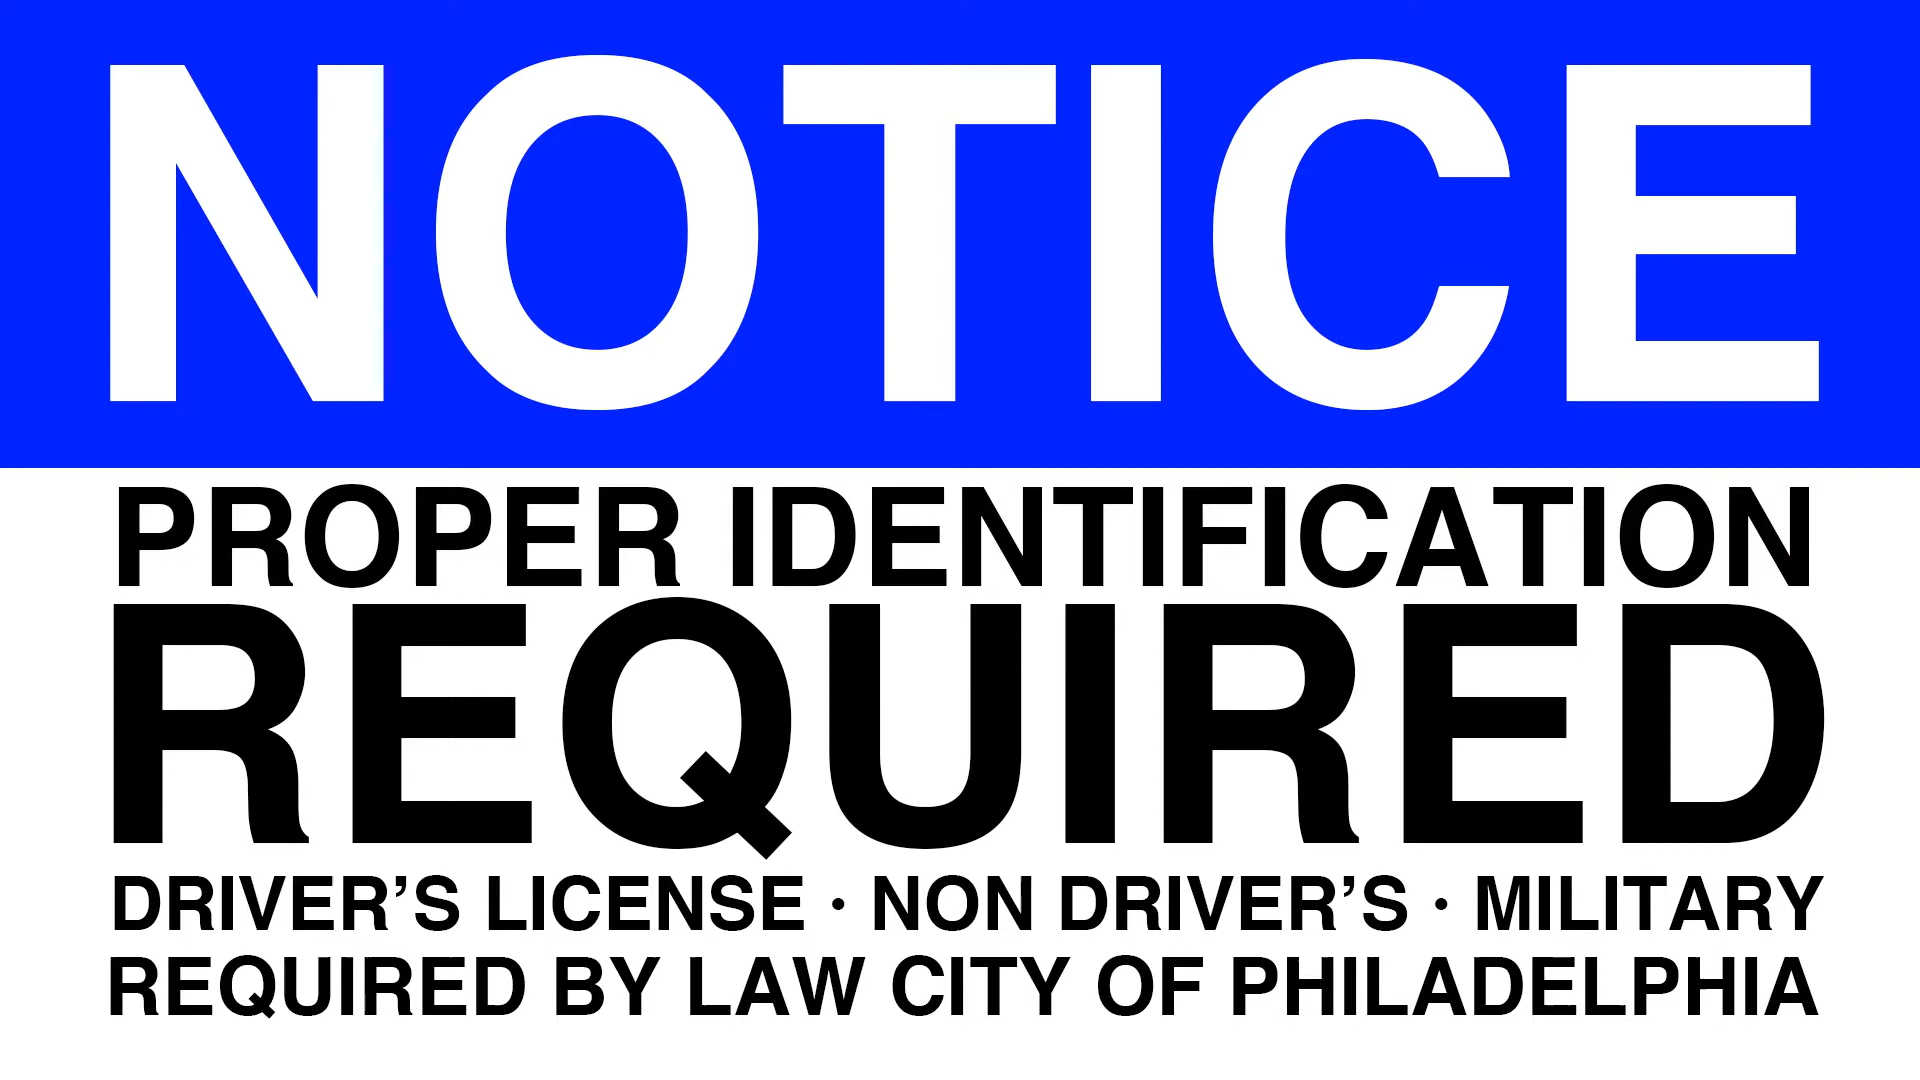 NOTICE
PROPER IDENTIFICATION
REQUIRED
DRIVER’S LICENSE • NON DRIVER’S • MILITARY
REQUIRED BY LAW CITY OF PHILADELPHIA